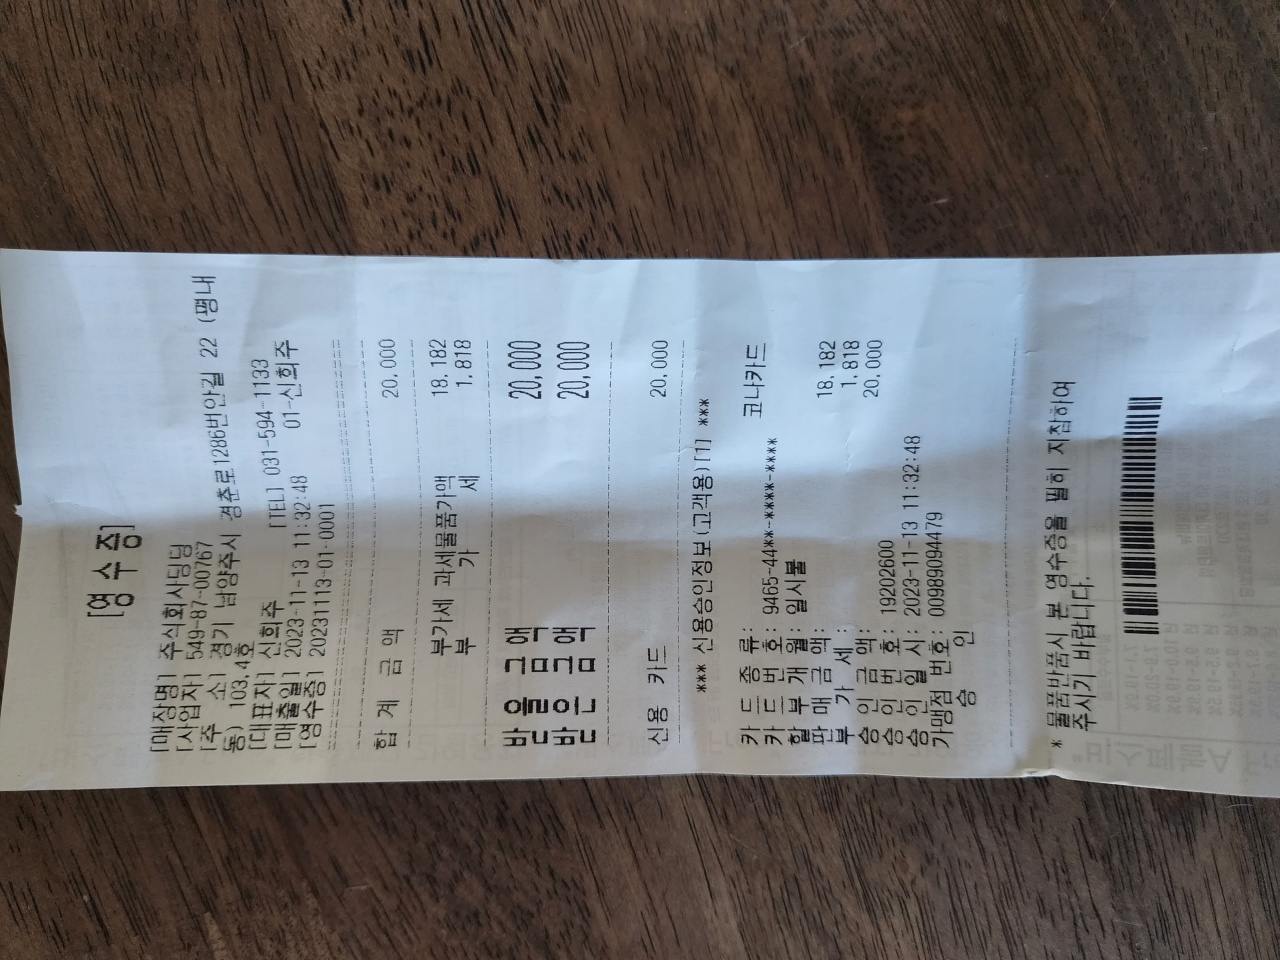 [영 수 증]
[매장명] 주식회사딩딩
[사업자] 549-87-00767
[주 소] 경기 남양주시 경춘로1286번안길 22 (평내
동) 103,4호
[대표자] 신희주 [TEL] 031-594-1133
[매출일] 2023-11-13 11:32:48 01-신희주
[영수증] 20231113-01-0001
합 계 금 액 20,000
부가세 과세물품가액 18,182
부 가 세 1,818
받 을 금 액 20,000
받 은 금 액 20,000
신용 카드 20,000
*** 신용승인정보(고객용)[1] ***
카 드 종 류: 코나카드
카 드 번 호: 9465-44**-****-****
할 부 개 월: 일시불
판 매 금 액: 18,182
부 가 세: 1,818
승 인 금 액: 20,000
승 인 번 호: 19202600
승 인 일 시: 2023-11-13 11:32:48
가맹점 번호: 00989094479
승 인
* 물품반품시 본 영수증을 필히 지참하여
주시기 바랍니다.